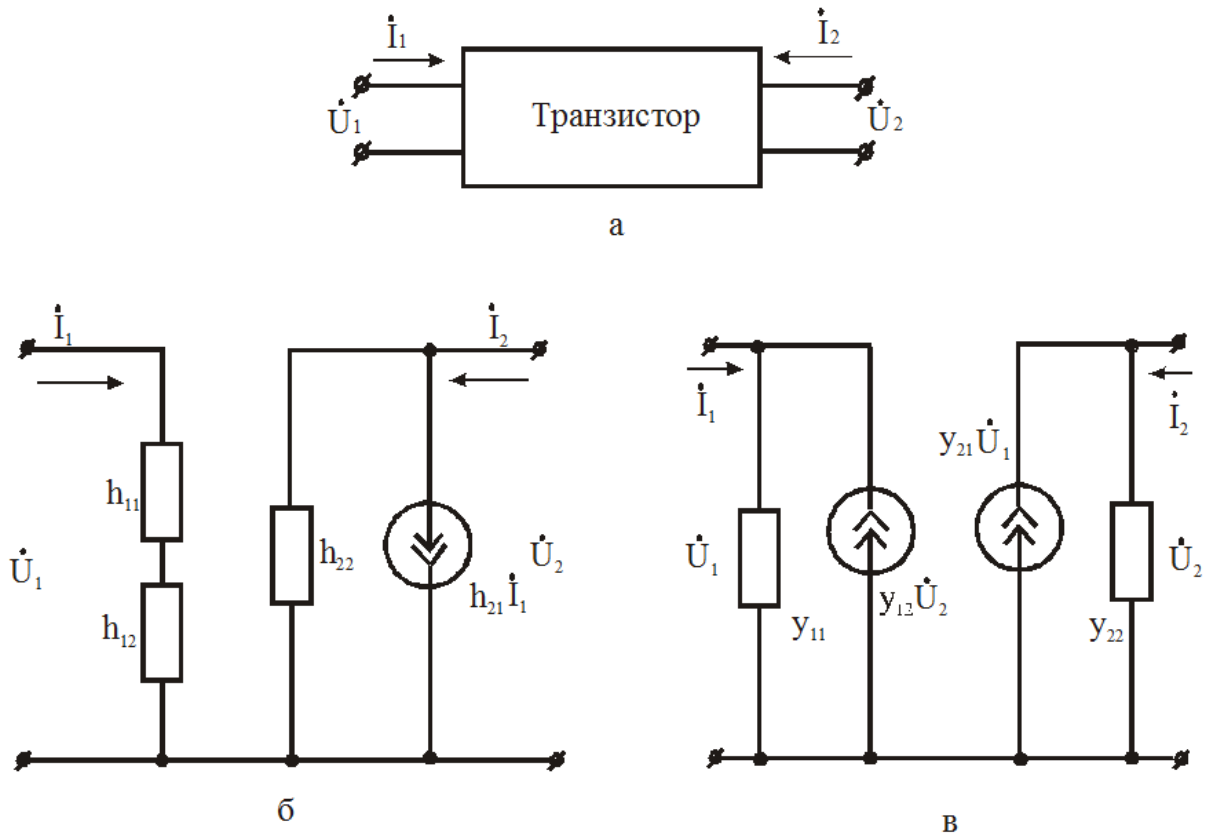 İ₁
İ₂
U̇₁
Транзистор
U̇₂
а
İ₁
İ₂
h₁₁
U̇₁
h₁₂
h₂₂
h₂₁İ₁
U̇₂
б
İ₁
İ₂
y₂₁U̇₁
U̇₁
y₁₁
y₁₂U̇₂
U̇₂
y₂₂
в